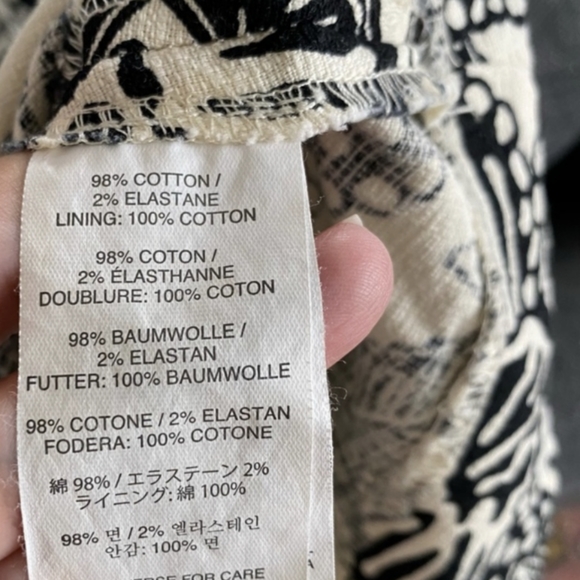 98% COTTON /
2% ELASTANE
LINING: 100% COTTON
98% COTON /
2% ÉLASTHANNE
DOUBLURE: 100% COTON
98% BAUMWOLLE /
2% ELASTAN
FUTTER: 100% BAUMWOLLE
98% COTONE / 2% ELASTAN
FODERA: 100% COTONE
綿 98% / エラステーン 2%
ライニング: 綿 100%
98% 면 / 2% 엘라스테인
안감: 100% 면
FOR CARE